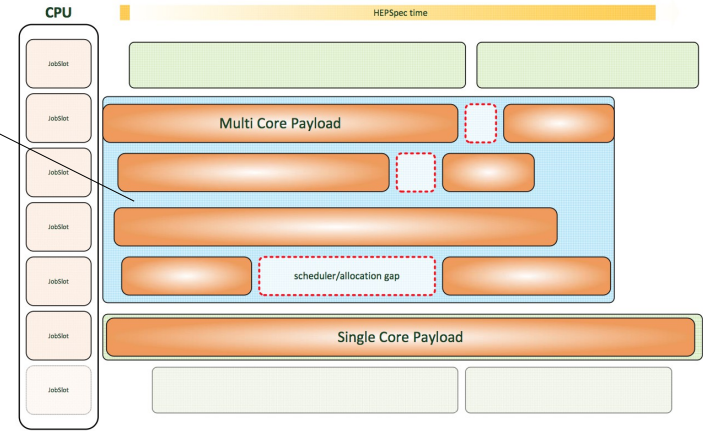 CPU
HEPSpec time
JobSlot
JobSlot
Multi Core Payload
JobSlot
JobSlot
JobSlot
scheduler/allocation gap
JobSlot
Single Core Payload
JobSlot